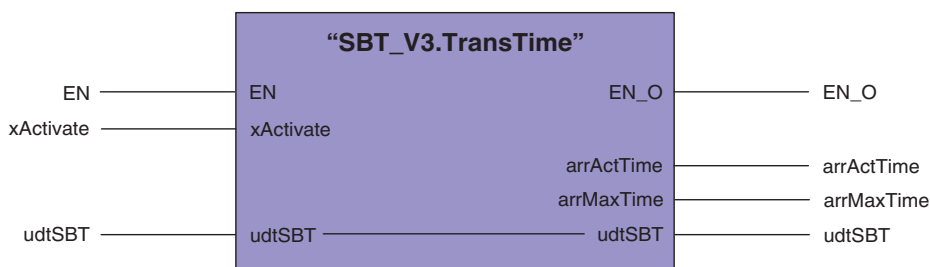 “SBT_V3.TransTime”
EN EN EN_O EN_O
xActivate xActivate
arrActTime arrActTime
arrMaxTime arrMaxTime
udtSBT udtSBT udtSBT udtSBT